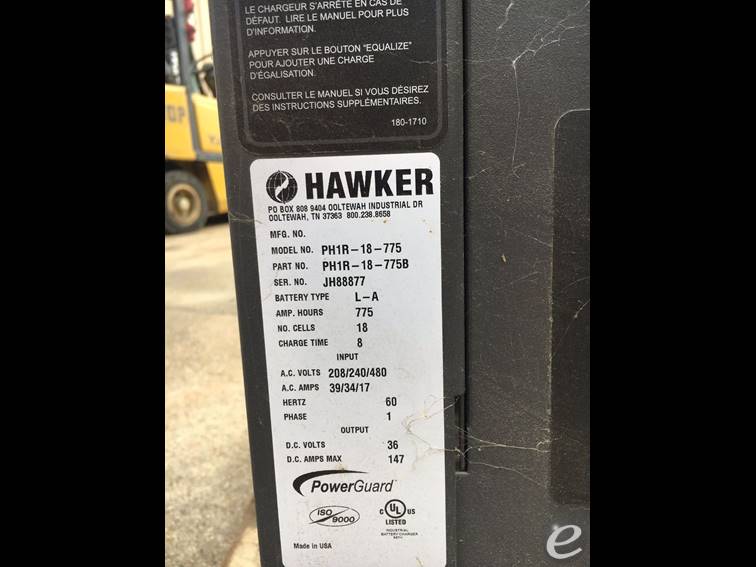 LE CHARGEUR S'ARRÊTE EN CAS DE
DÉFAUT. LIRE LE MANUEL POUR PLUS
D'INFORMATION.
APPUYER SUR LE BOUTON "EQUALIZE"
POUR AJOUTER UNE CHARGE
D'ÉGALISATION.
CONSULTER LE MANUEL SI VOUS DÉSIREZ
DES INSTRUCTIONS SUPPLÉMENTAIRES.
180-1710
HAWKER
PO BOX 808 9404 OOLTEWAH INDUSTRIAL DR
OOLTEWAH, TN 37363 800.238.8658
MFG. NO.
MODEL NO. PH1R-18-775
PART NO. PH1R-18-775B
SER. NO. JH88877
BATTERY TYPE L-A
AMP. HOURS 775
NO. CELLS 18
CHARGE TIME 8
INPUT
A.C. VOLTS 208/240/480
A.C. AMPS 39/34/17
HERTZ 60
PHASE 1
OUTPUT
D.C. VOLTS 36
D.C. AMPS MAX 147
PowerGuard
ISO 9000
C UL US
LISTED
INDUSTRIAL
BATTERY CHARGER
Made in USA
e